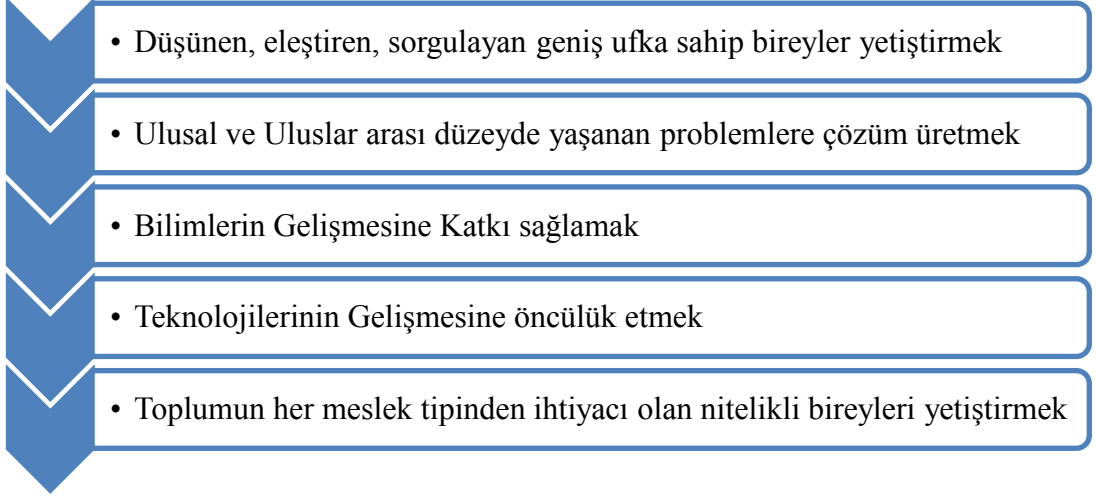 • Düşünen, eleştiren, sorgulayan geniş ufka sahip bireyler yetiştirmek
• Ulusal ve Uluslar arası düzeyde yaşanan problemlere çözüm üretmek
• Bilimlerin Gelişmesine Katkı sağlamak
• Teknolojilerinin Gelişmesine öncülük etmek
• Toplumun her meslek tipinden ihtiyacı olan nitelikli bireyleri yetiştirmek